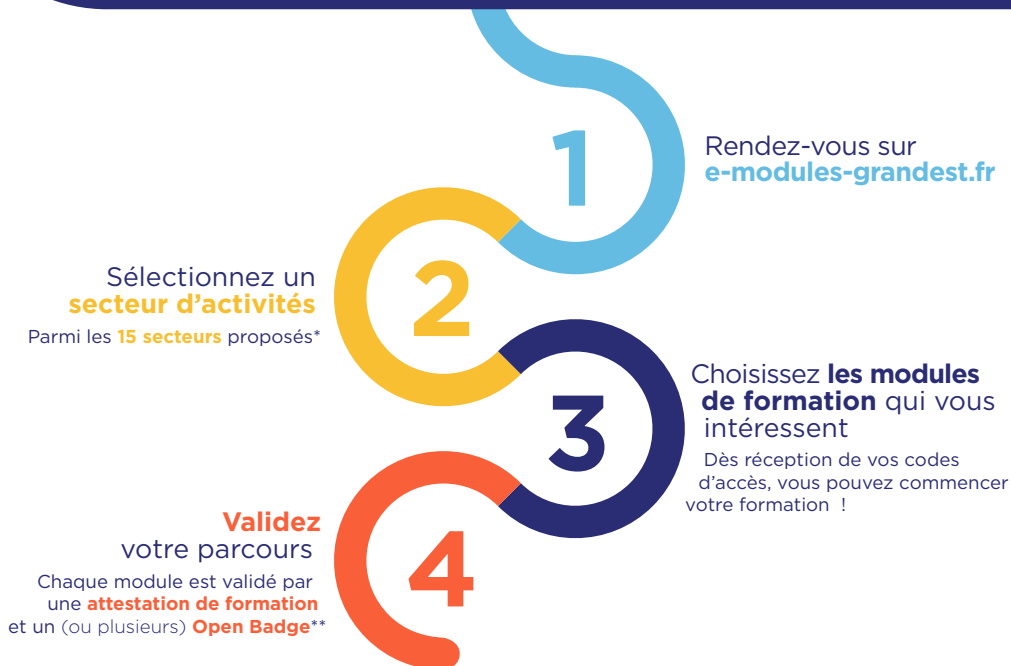 1
Rendez-vous sur
e-modules-grandest.fr
2
Sélectionnez un
secteur d'activités
Parmi les 15 secteurs proposés*
3
Choisissez les modules
de formation qui vous
intéressent
Dès réception de vos codes
d'accès, vous pouvez commencer
votre formation !
4
Validez
votre parcours
Chaque module est validé par
une attestation de formation
et un (ou plusieurs) Open Badge**